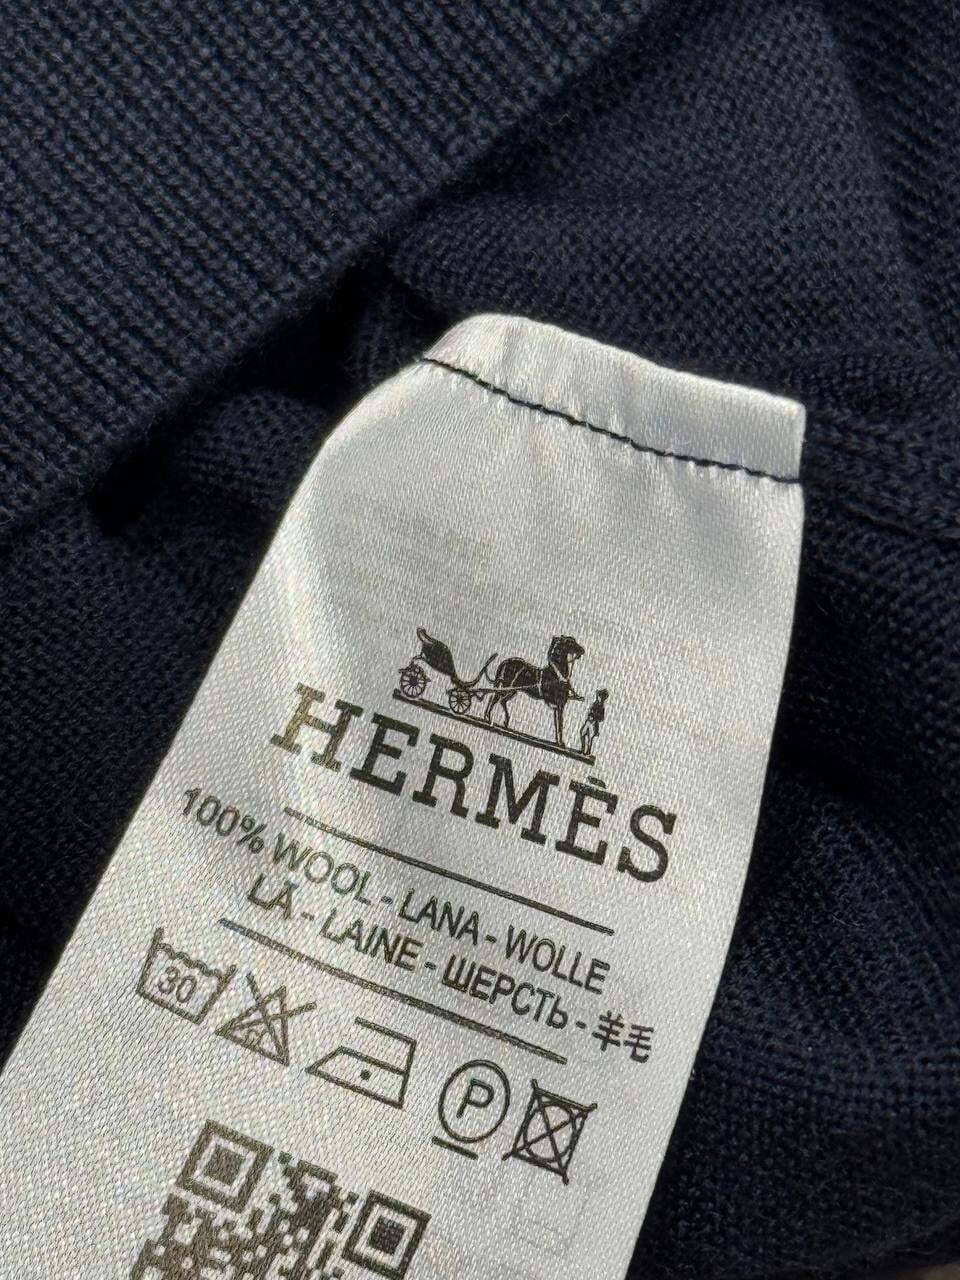 HERMÈS
100% WOOL - LANA - WOLLE
LÃ - LAINE - ШЕРСТЬ - 羊毛
30
P